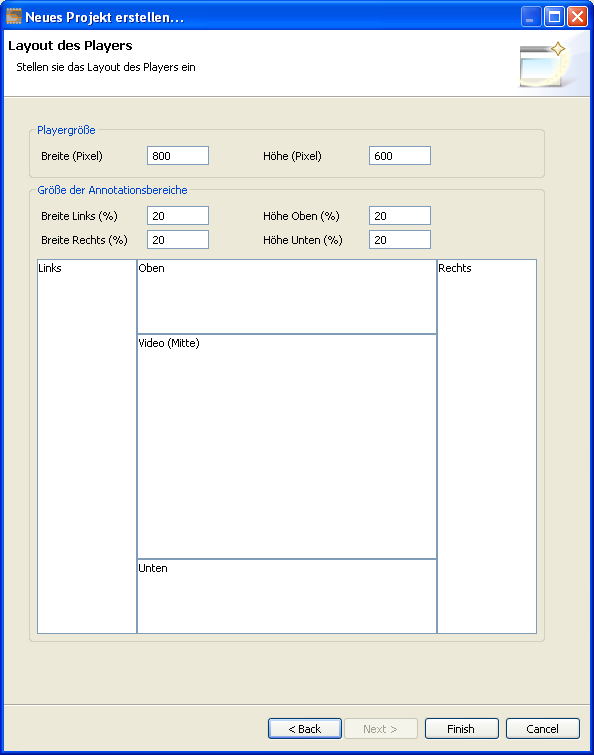 Neues Projekt erstellen...
Layout des Players
Stellen sie das Layout des Players ein
Playergröße
Breite (Pixel) 800 Höhe (Pixel) 600
Größe der Annotationsbereiche
Breite Links (%) 20 Höhe Oben (%) 20
Breite Rechts (%) 20 Höhe Unten (%) 20
Links Oben Rechts
Video (Mitte)
Unten
< Back Next > Finish Cancel